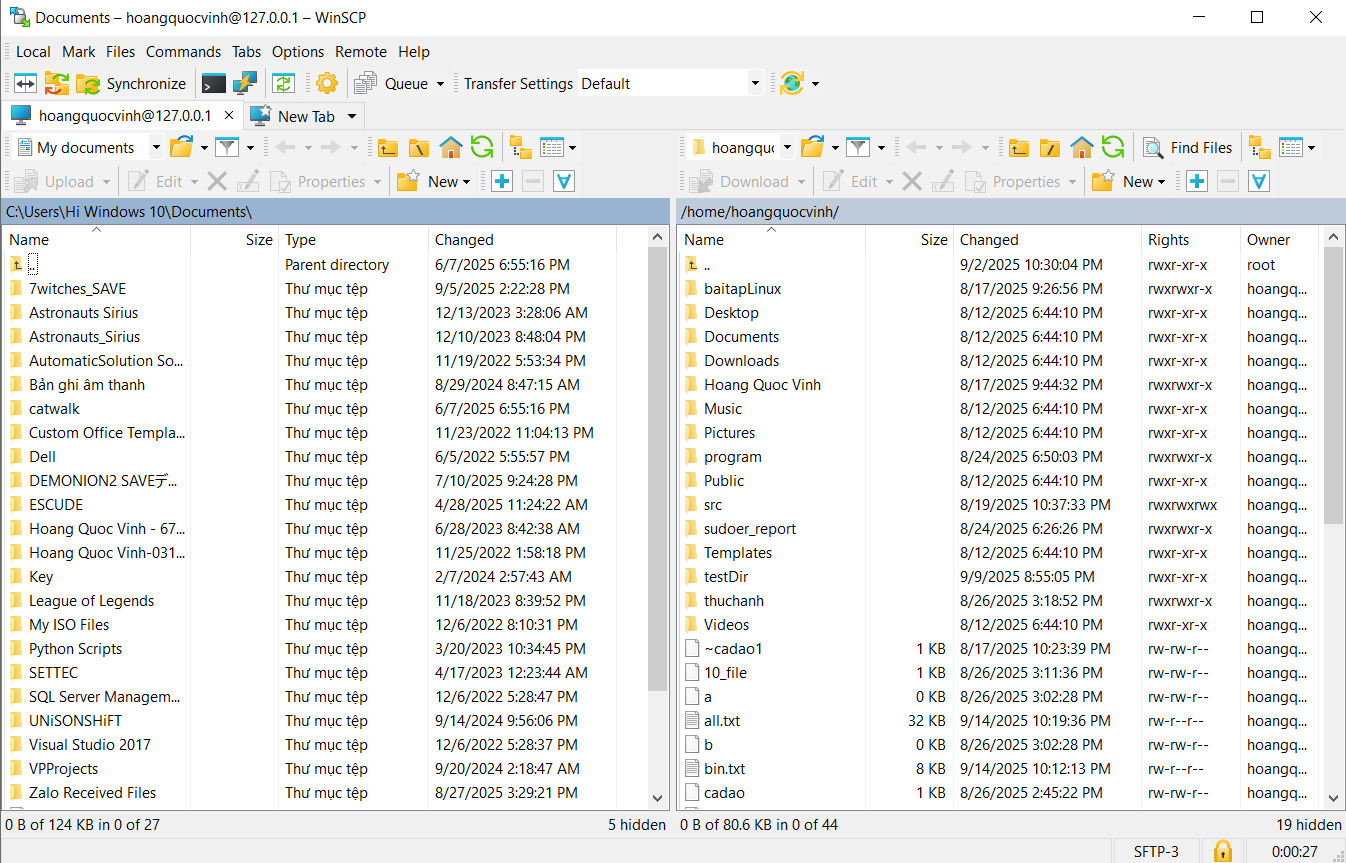 Documents – hoangquocvinh@127.0.0.1 – WinSCP
Local Mark Files Commands Tabs Options Remote Help
Synchronize Queue Transfer Settings Default
hoangquocvinh@127.0.0.1 New Tab
My documents hoangquc Find Files
Upload Edit Properties New Download Edit Properties New
C:\Users\Hi Windows 10\Documents\ /home/hoangquocvinh/
Name Size Type Changed Name Size Changed Rights Owner
.. Parent directory 6/7/2025 6:55:16 PM .. 9/2/2025 10:30:04 PM rwxr-xr-x root
7witches_SAVE Thư mục tệp 9/5/2025 2:22:28 PM baitapLinux 8/17/2025 9:26:56 PM rwxrwxr-x hoangq...
Astronauts Sirius Thư mục tệp 12/13/2023 3:28:06 AM Desktop 8/12/2025 6:44:10 PM rwxr-xr-x hoangq...
Astronauts_Sirius Thư mục tệp 12/10/2023 8:48:04 PM Documents 8/12/2025 6:44:10 PM rwxr-xr-x hoangq...
AutomaticSolution So... Thư mục tệp 11/19/2022 5:53:34 PM Downloads 8/12/2025 6:44:10 PM rwxr-xr-x hoangq...
Bản ghi âm thanh Thư mục tệp 8/29/2024 8:47:15 AM Hoang Quoc Vinh 8/17/2025 9:44:32 PM rwxrwxr-x hoangq...
catwalk Thư mục tệp 6/7/2025 6:55:16 PM Music 8/12/2025 6:44:10 PM rwxr-xr-x hoangq...
Custom Office Templa... Thư mục tệp 11/23/2022 11:04:13 PM Pictures 8/12/2025 6:44:10 PM rwxr-xr-x hoangq...
Dell Thư mục tệp 6/5/2022 5:55:57 PM program 8/24/2025 6:50:03 PM rwxrwxr-x hoangq...
DEMONION2 SAVEデ... Thư mục tệp 7/10/2025 9:24:28 PM Public 8/12/2025 6:44:10 PM rwxr-xr-x hoangq...
ESCUDE Thư mục tệp 4/28/2025 11:24:22 AM src 8/19/2025 10:37:33 PM rwxrwxrwx hoangq...
Hoang Quoc Vinh - 67... Thư mục tệp 6/28/2023 8:42:38 AM sudoer_report 8/24/2025 6:26:26 PM rwxrwxr-x hoangq...
Hoang Quoc Vinh-031... Thư mục tệp 11/25/2022 1:58:18 PM Templates 8/12/2025 6:44:10 PM rwxr-xr-x hoangq...
Key Thư mục tệp 2/7/2024 2:57:43 AM testDir 9/9/2025 8:55:05 PM rwxr-xr-x hoangq...
League of Legends Thư mục tệp 11/18/2023 8:39:52 PM thuchanh 8/26/2025 3:18:52 PM rwxrwxr-x hoangq...
My ISO Files Thư mục tệp 12/6/2022 8:10:31 PM Videos 8/12/2025 6:44:10 PM rwxr-xr-x hoangq...
Python Scripts Thư mục tệp 3/20/2023 10:34:45 PM ~cadao1 1 KB 8/17/2025 10:23:39 PM rw-rw-r-- hoangq...
SETTEC Thư mục tệp 4/17/2023 12:23:44 AM 10_file 1 KB 8/26/2025 3:11:36 PM rw-rw-r-- hoangq...
SQL Server Managem... Thư mục tệp 12/6/2022 5:28:47 PM a 0 KB 8/26/2025 3:02:28 PM rw-rw-r-- hoangq...
UNiSONSHiFT Thư mục tệp 9/14/2024 9:56:06 PM all.txt 32 KB 9/14/2025 10:19:36 PM rw-r--r-- hoangq...
Visual Studio 2017 Thư mục tệp 12/6/2022 5:28:37 PM b 0 KB 8/26/2025 3:02:28 PM rw-rw-r-- hoangq...
VPProjects Thư mục tệp 9/20/2024 2:18:47 AM bin.txt 8 KB 9/14/2025 10:12:13 PM rw-r--r-- hoangq...
Zalo Received Files Thư mục tệp 8/27/2025 3:29:21 PM cadao 1 KB 8/26/2025 2:45:22 PM rw-rw-r-- hoangq...
0 B of 124 KB in 0 of 27 5 hidden 0 B of 80.6 KB in 0 of 44 19 hidden
SFTP-3 0:00:27